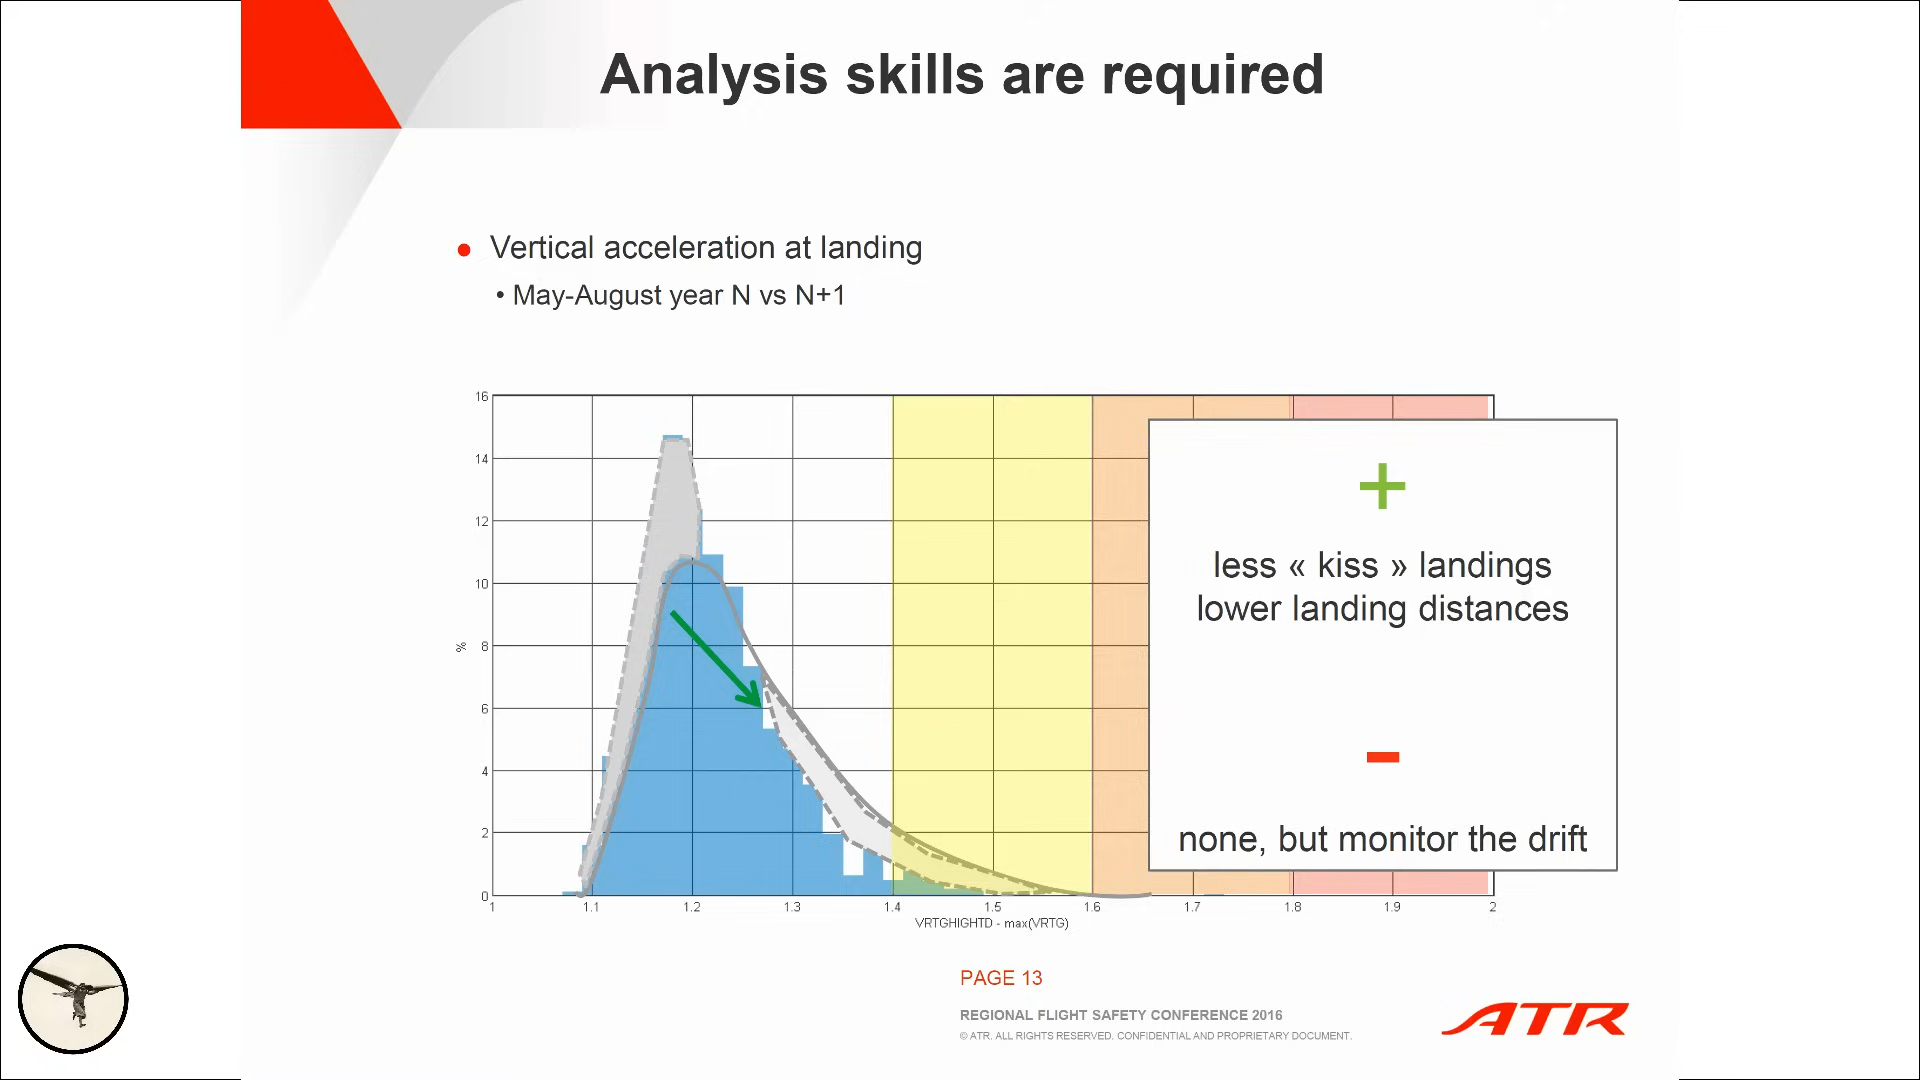 Analysis skills are required
● Vertical acceleration at landing
• May-August year N vs N+1
16
14
12
10
8
6
4
2
0
%
1 1.1 1.2 1.3 1.4 1.5 1.6 1.7 1.8 1.9 2
VRTGHIGHTD - max(VRTG)
+
less « kiss » landings
lower landing distances
-
none, but monitor the drift
PAGE 13
REGIONAL FLIGHT SAFETY CONFERENCE 2016
© ATR. ALL RIGHTS RESERVED. CONFIDENTIAL AND PROPRIETARY DOCUMENT.
ATR